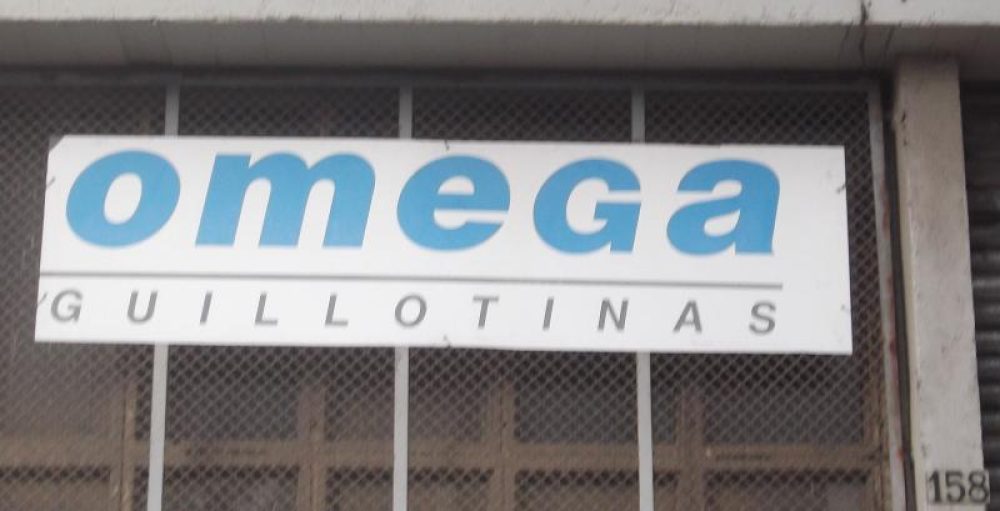 omeGa
GUILLOTINAS
158